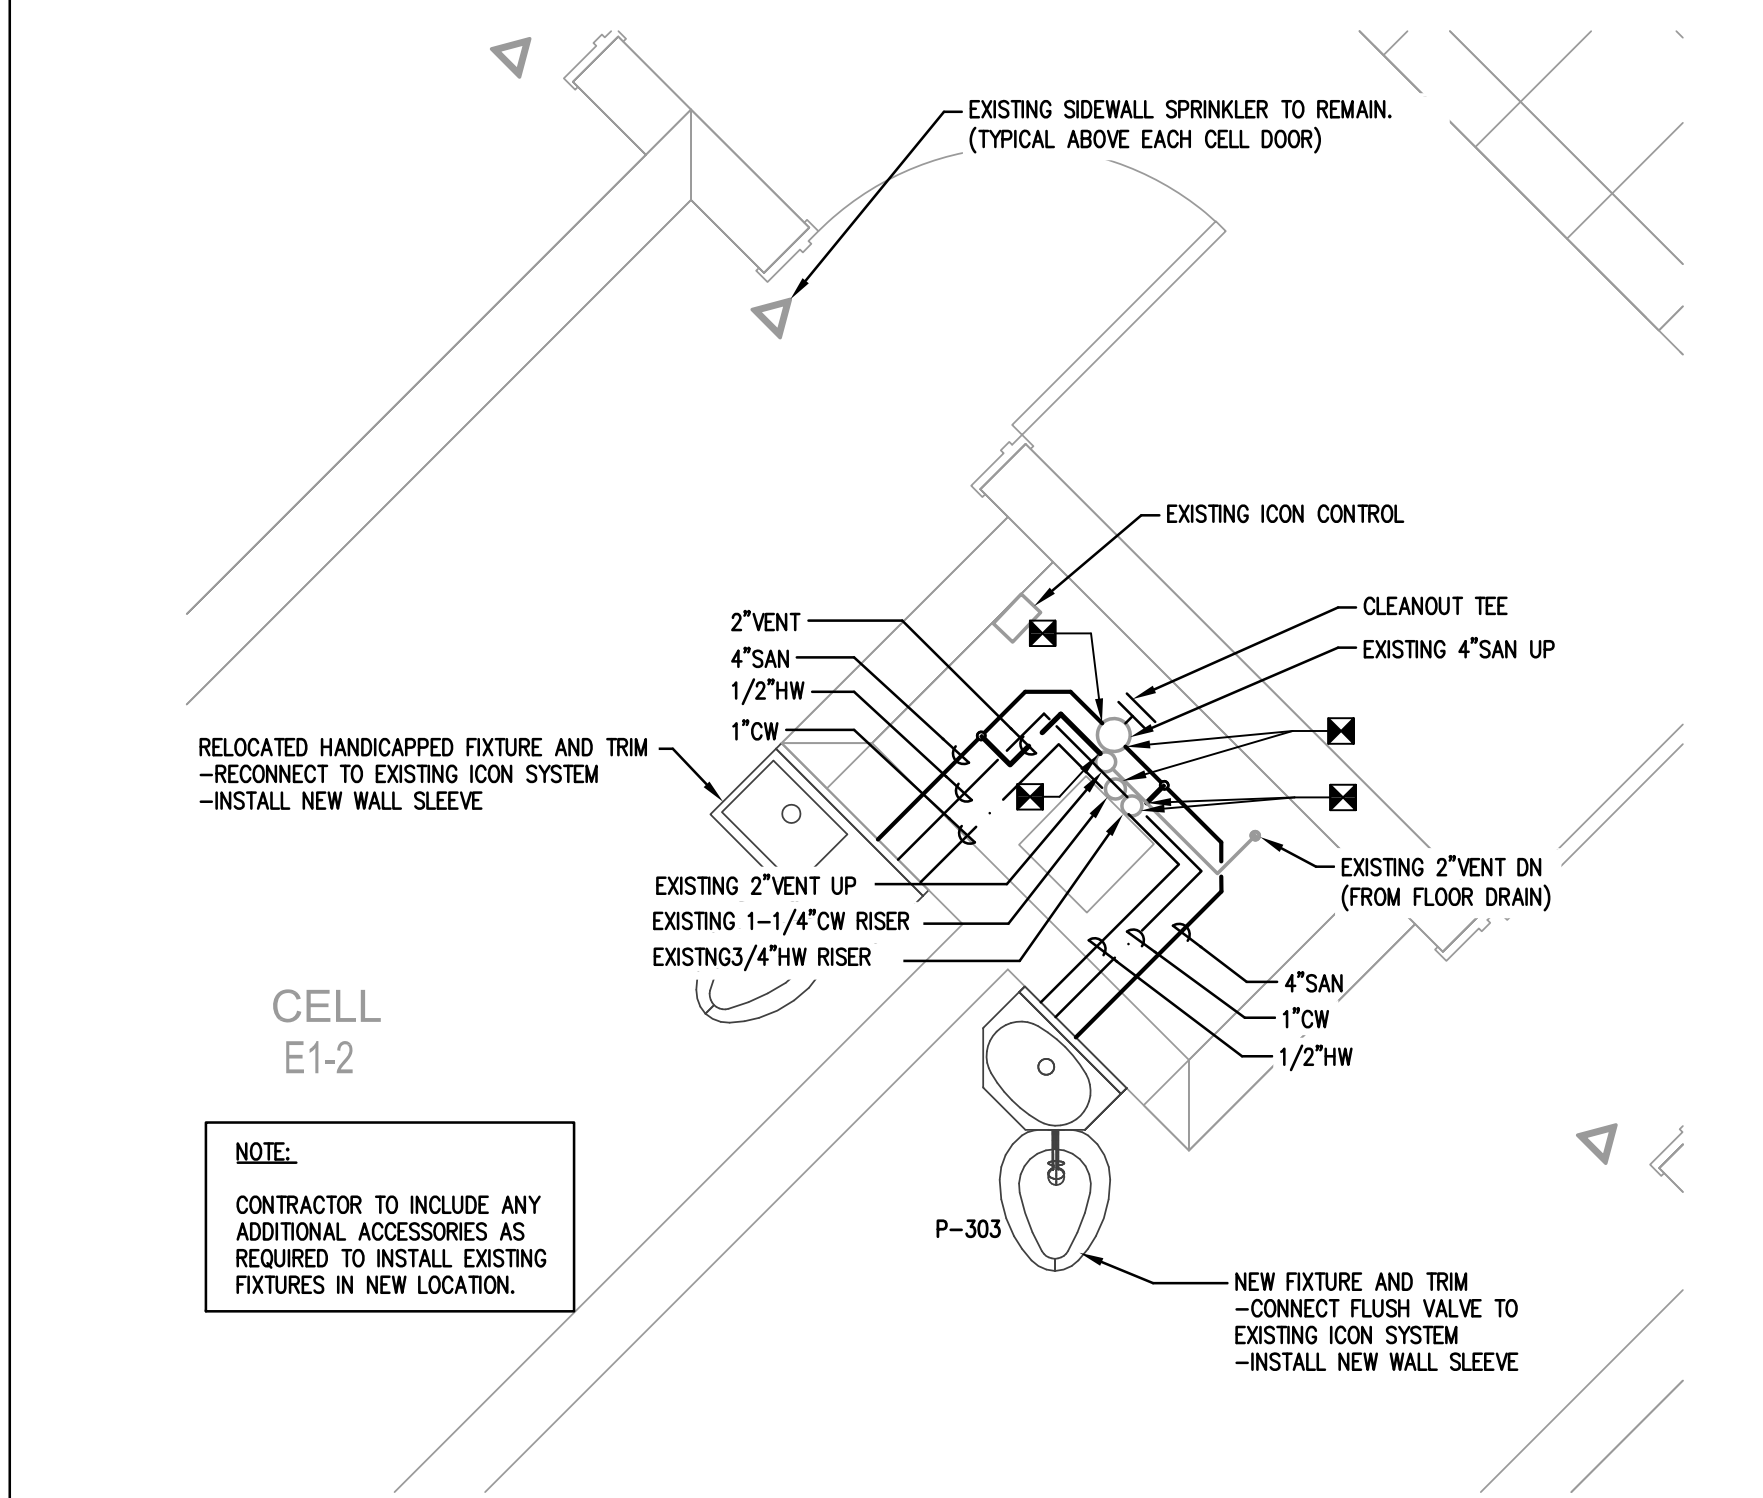 EXISTING SIDEWALL SPRINKLER TO REMAIN.
(TYPICAL ABOVE EACH CELL DOOR)
EXISTING ICON CONTROL
CLEANOUT TEE
EXISTING 4"SAN UP
2"VENT
4"SAN
1/2"HW
1"CW
RELOCATED HANDICAPPED FIXTURE AND TRIM
-RECONNECT TO EXISTING ICON SYSTEM
-INSTALL NEW WALL SLEEVE
EXISTING 2"VENT UP
EXISTING 1-1/4"CW RISER
EXISTNG3/4"HW RISER
EXISTING 2"VENT DN
(FROM FLOOR DRAIN)
4"SAN
1"CW
1/2"HW
CELL
E1-2
NOTE:
CONTRACTOR TO INCLUDE ANY
ADDITIONAL ACCESSORIES AS
REQUIRED TO INSTALL EXISTING
FIXTURES IN NEW LOCATION.
P-303
NEW FIXTURE AND TRIM
-CONNECT FLUSH VALVE TO
EXISTING ICON SYSTEM
-INSTALL NEW WALL SLEEVE